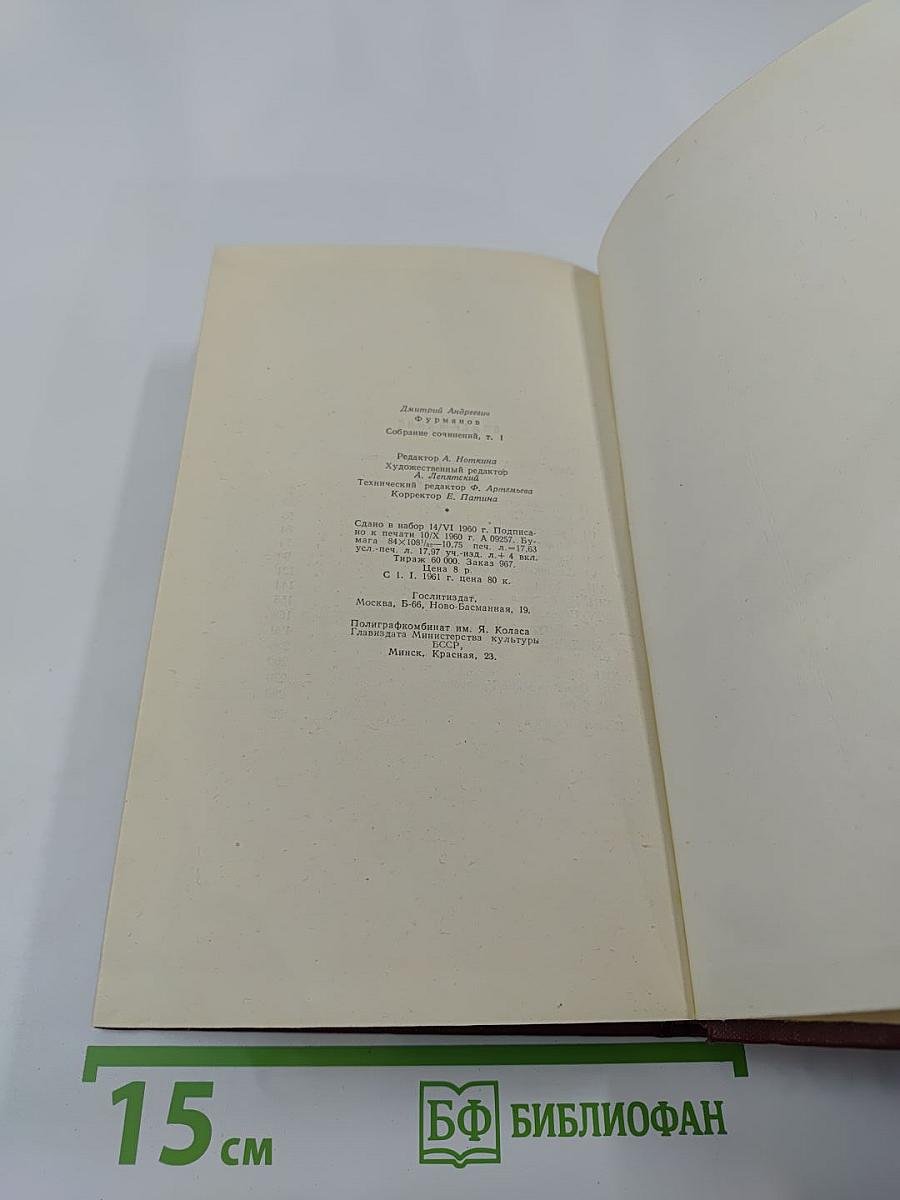 Дмитрий Андреевич
Фурманов
Собрание сочинений, т. 1
Редактор А. Ноткина
Художественный редактор
А. Лепятский
Технический редактор Ф. Артемьева
Корректор Е. Патина
*
Сдано в набор 14/VI 1960 г. Подписа-
но к печати 10/X 1960 г. А 09257. Бу-
мага 84×108¹/₃₂—10,75 печ. л.=17,63
усл.-печ. л. 17,97 уч.-изд. л.+ 4 вкл.
Тираж 60 000. Заказ 967.
Цена 8 р.
С 1. I. 1961 г. цена 80 к.
Гослитиздат,
Москва, Б-66, Ново-Басманная, 19.
Полиграфкомбинат им. Я. Коласа
Главиздата Министерства культуры
БССР,
Минск, Красная, 23.
15 см
БФ БИБЛИОФАН